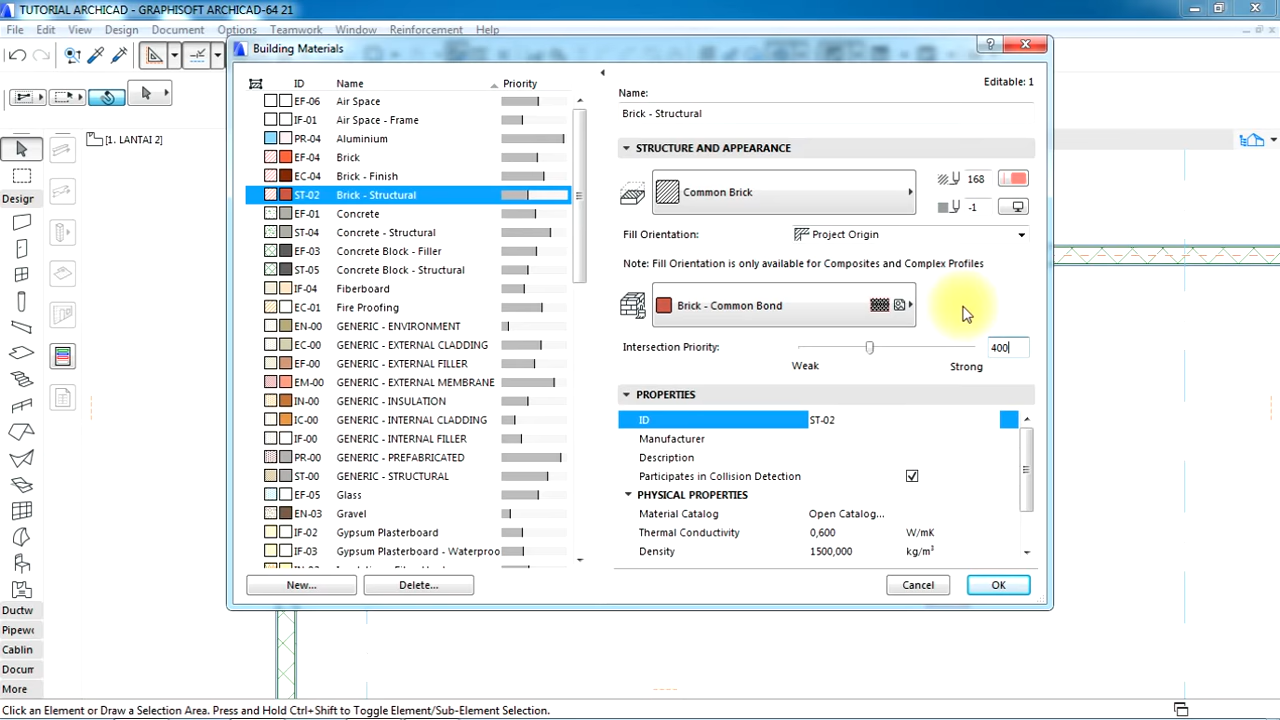 TUTORIAL ARCHICAD - GRAPHISOFT ARCHICAD-64 21
File Edit View Design Document Options Teamwork Window Reinforcement Help
Building Materials
[1. LANTAI 2]
Design
Ductw
Pipew
Cablin
Docum
More
ID Name Priority
EF-06 Air Space
IF-01 Air Space - Frame
PR-04 Aluminium
EF-04 Brick
EC-04 Brick - Finish
ST-02 Brick - Structural
EF-01 Concrete
ST-04 Concrete - Structural
EF-03 Concrete Block - Filler
ST-05 Concrete Block - Structural
IF-04 Fiberboard
EC-01 Fire Proofing
EN-00 GENERIC - ENVIRONMENT
EC-00 GENERIC - EXTERNAL CLADDING
EF-00 GENERIC - EXTERNAL FILLER
EM-00 GENERIC - EXTERNAL MEMBRANE
IN-00 GENERIC - INSULATION
IC-00 GENERIC - INTERNAL CLADDING
IF-00 GENERIC - INTERNAL FILLER
PR-00 GENERIC - PREFABRICATED
ST-00 GENERIC - STRUCTURAL
EF-05 Glass
EN-03 Gravel
IF-02 Gypsum Plasterboard
IF-03 Gypsum Plasterboard - Waterproo
New... Delete...
Editable: 1
Name:
Brick - Structural
STRUCTURE AND APPEARANCE
Common Brick
168
-1
Fill Orientation: Project Origin
Note: Fill Orientation is only available for Composites and Complex Profiles
Brick - Common Bond
Intersection Priority: 400
Weak Strong
PROPERTIES
ID ST-02
Manufacturer
Description
Participates in Collision Detection
PHYSICAL PROPERTIES
Material Catalog Open Catalog...
Thermal Conductivity 0,600 W/mK
Density 1500,000 kg/m³
Cancel OK
Click an Element or Draw a Selection Area. Press and Hold Ctrl+Shift to Toggle Element/Sub-Element Selection.